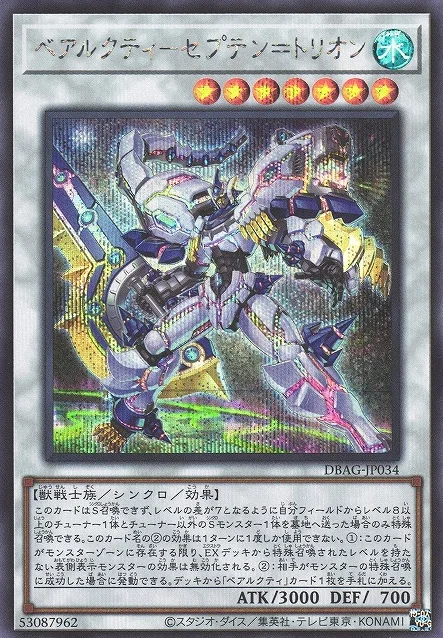 ベアルクティ-セプテン=トリオン
水
DBAG-JP034
【獣戦士族／シンクロ／効果】
このカードはS召喚できず、レベルの差が7となるように自分フィールドからレベル8以
上のチューナー1体とチューナー以外のSモンスター1体を墓地へ送った場合のみ特殊
召喚できる。このカード名の②の効果は1ターンに1度しか使用できない。①：このカード
がモンスターゾーンに存在する限り、EXデッキから特殊召喚されたレベルを持た
ない表側表示モンスターの効果は無効化される。②：相手がモンスターの特殊召喚
に成功した場合に発動できる。デッキから「ベアルクティ」カード1枚を手札に加える。
ATK/3000 DEF/ 700
53087962
©スタジオ・ダイス／集英社・テレビ東京・KONAMI